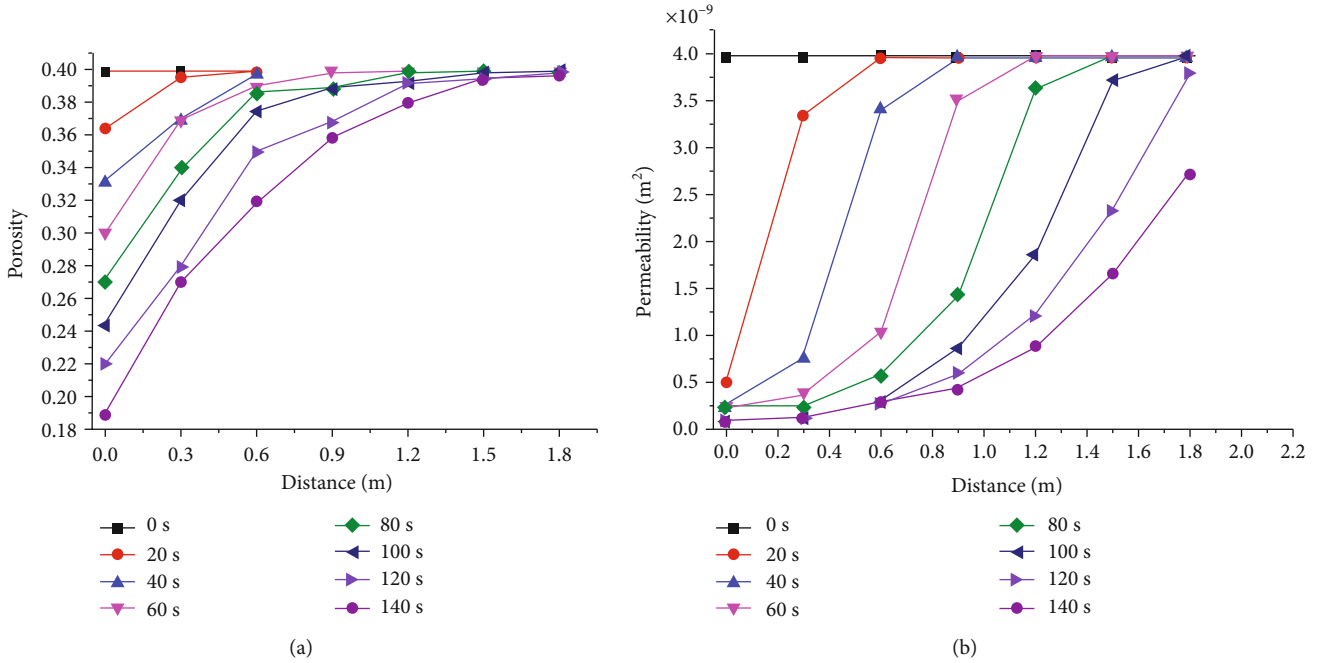 0.40
0.38
0.36
0.34
0.32
0.30
0.28
0.26
0.24
0.22
0.20
0.18
Porosity
0.0 0.3 0.6 0.9 1.2 1.5 1.8
Distance (m)
0 s
20 s
40 s
60 s
80 s
100 s
120 s
140 s
(a)
×10⁻⁹
4.0
3.5
3.0
2.5
2.0
1.5
1.0
0.5
0.0
Permeability (m²)
0.0 0.2 0.4 0.6 0.8 1.0 1.2 1.4 1.6 1.8 2.0 2.2
Distance (m)
0 s
20 s
40 s
60 s
80 s
100 s
120 s
140 s
(b)